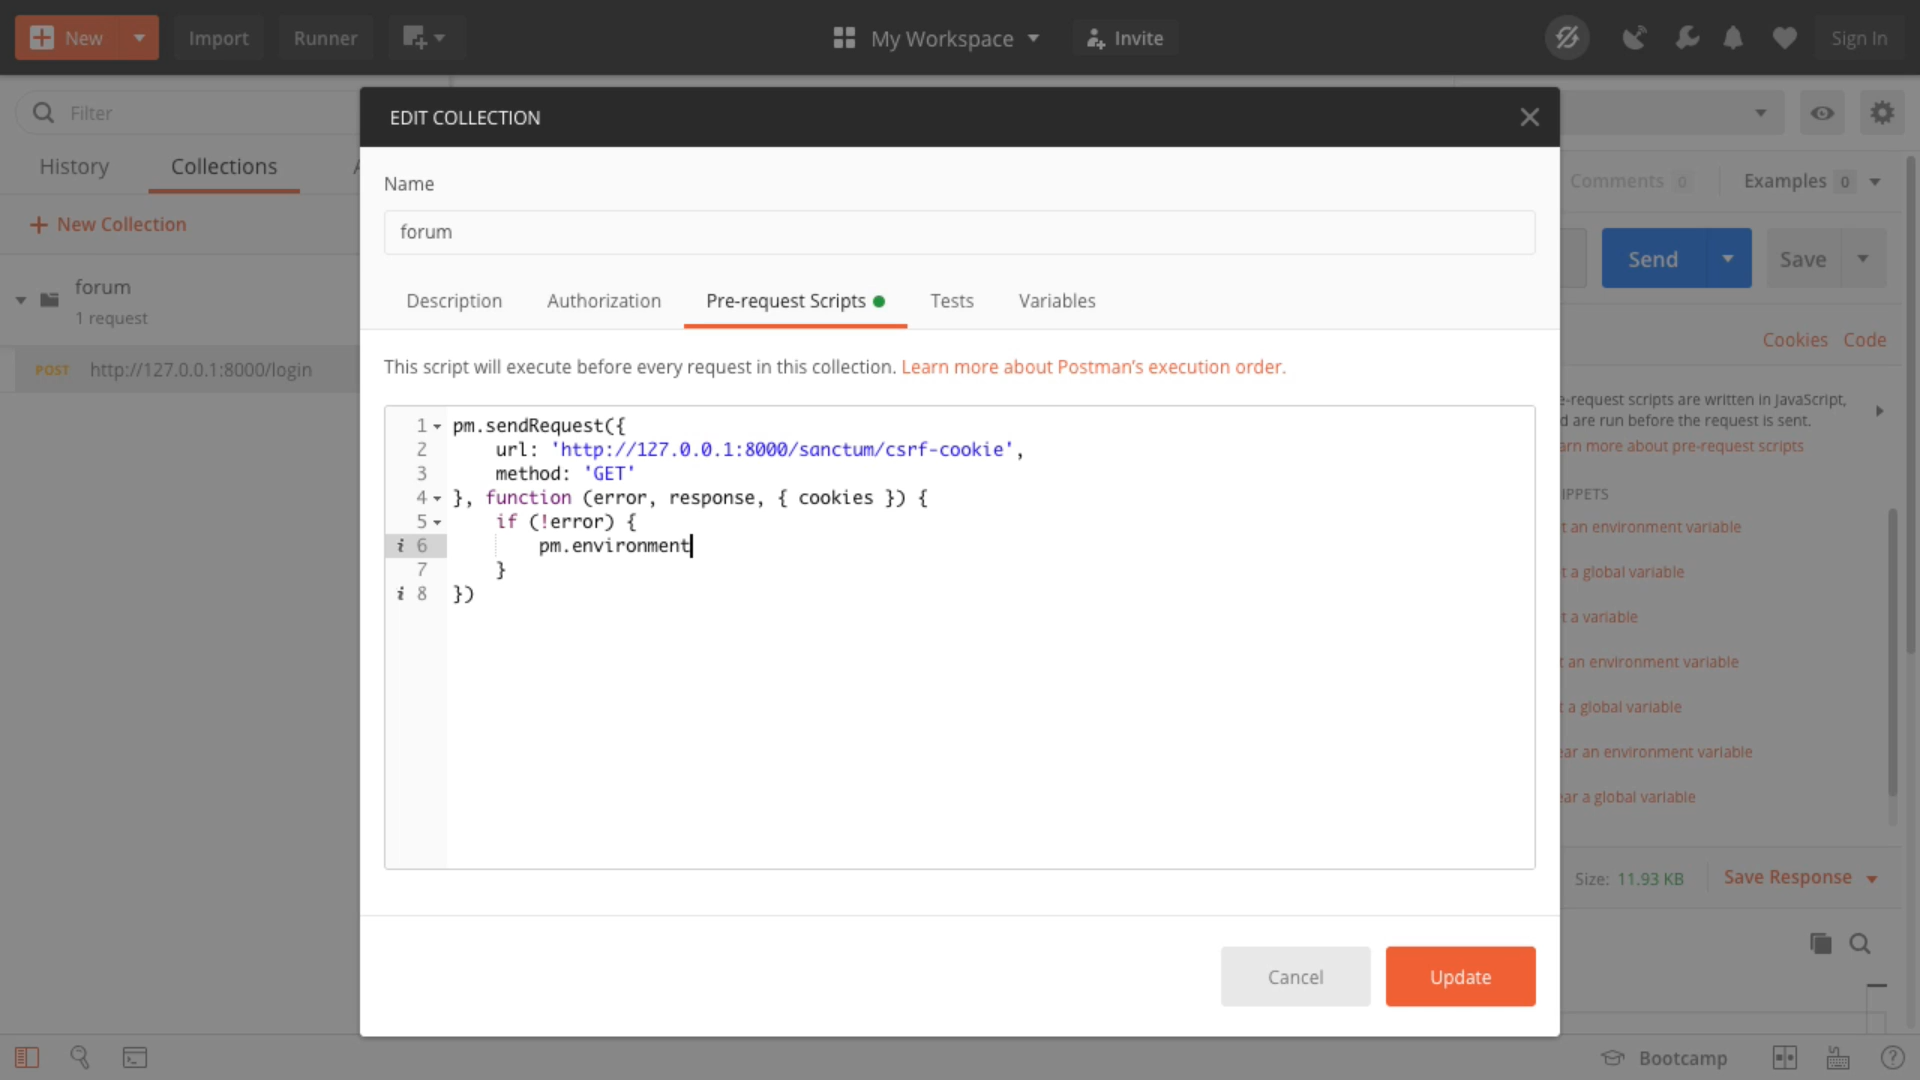 New
Import
Runner
My Workspace
Invite
Sign In
Filter
History
Collections
+ New Collection
forum
1 request
POST http://127.0.0.1:8000/login
EDIT COLLECTION
Name
forum
Description
Authorization
Pre-request Scripts
Tests
Variables
This script will execute before every request in this collection. Learn more about Postman's execution order.
1 pm.sendRequest({
2 url: 'http://127.0.0.1:8000/sanctum/csrf-cookie',
3 method: 'GET'
4 }, function (error, response, { cookies }) {
5 if (!error) {
i 6 pm.environment
7 }
i 8 })
Cancel
Update
Comments 0
Examples 0
Send
Save
Cookies Code
e-request scripts are written in JavaScript,
d are run before the request is sent.
arn more about pre-request scripts
IPPETS
t an environment variable
t a global variable
t a variable
t an environment variable
t a global variable
ear an environment variable
ear a global variable
Size: 11.93 KB
Save Response
Bootcamp